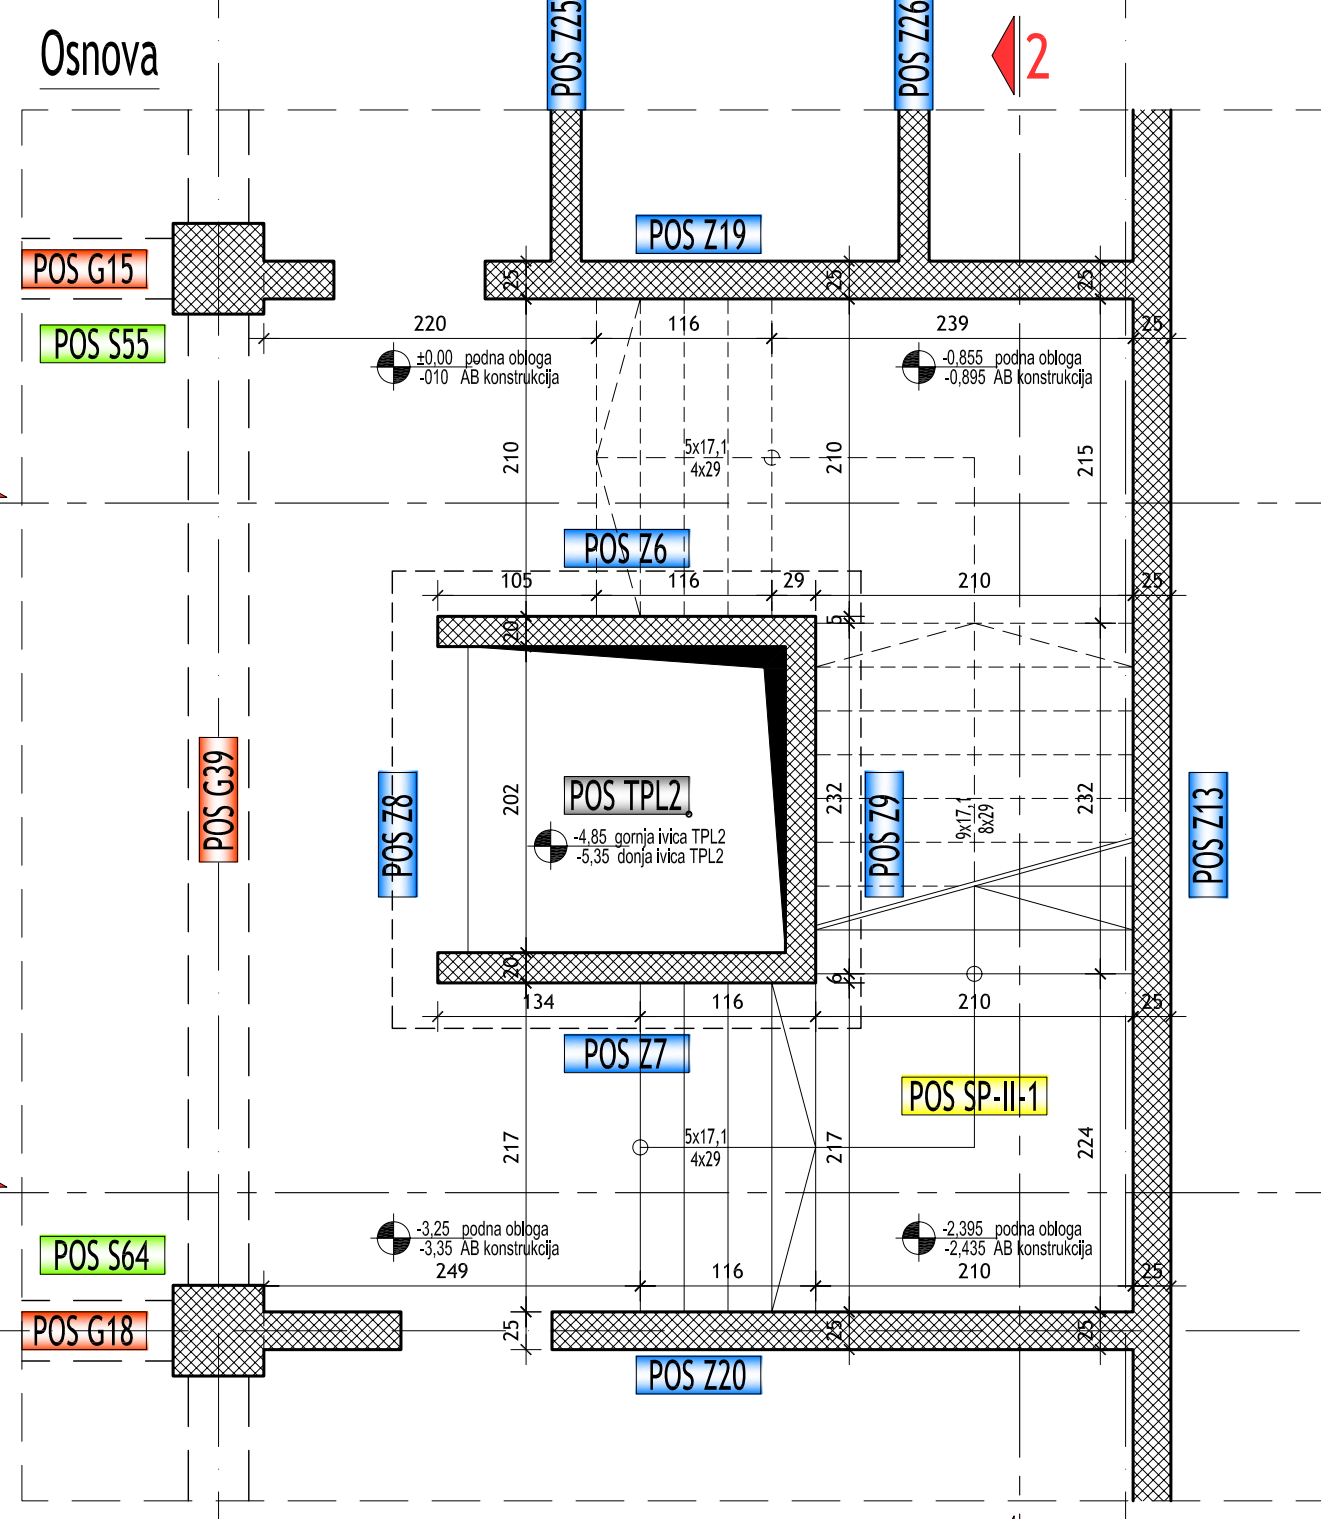 Osnova
POS Z25
POS Z26
2
POS Z19
POS G15
25
25
25
POS S55
220
116
239
25
±0,00 podna obloga
-010 AB konstrukcija
-0,855 podna obloga
-0,895 AB konstrukcija
210
5x17,1
4x29
210
215
POS Z6
105
116
29
210
25
20
5
POS G39
POS Z8
202
POS TPL2
-4,85 gornja ivica TPL2
-5,35 donja ivica TPL2
232
POS Z9
9x17,1
8x29
232
POS Z13
20
6
134
116
210
25
POS Z7
POS SP-II-1
217
5x17,1
4x29
217
224
-3,25 podna obloga
-3,35 AB konstrukcija
-2,395 podna obloga
-2,435 AB konstrukcija
POS S64
249
116
210
25
POS G18
25
25
25
POS Z20